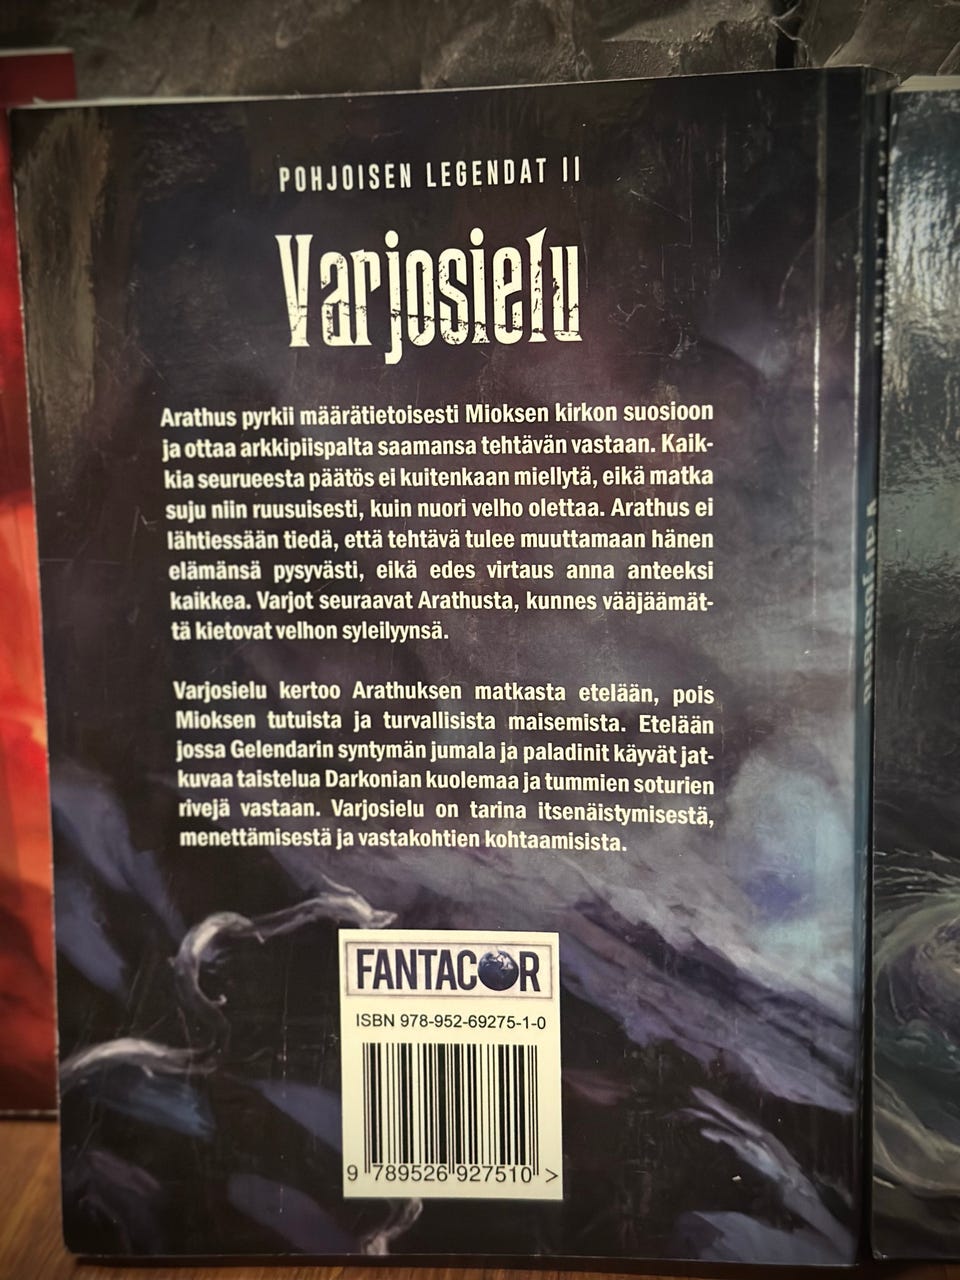 POHJOISEN LEGENDAT II
Varjosielu
Arathus pyrkii määrätietoisesti Mioksen kirkon suosioon
ja ottaa arkkipiispalta saamansa tehtävän vastaan. Kaik-
kia seurueesta päätös ei kuitenkaan miellytä, eikä matka
suju niin ruusuisesti, kuin nuori velho olettaa. Arathus ei
lähtiessään tiedä, että tehtävä tulee muuttamaan hänen
elämänsä pysyvästi, eikä edes virtaus anna anteeksi
kaikkea. Varjot seuraavat Arathusta, kunnes vääjäämät-
tä kietovat velhon syleilyynsä.
Varjosielu kertoo Arathuksen matkasta etelään, pois
Mioksen tutuista ja turvallisista maisemista. Etelään
jossa Gelendarin syntymän jumala ja paladinit käyvät jat-
kuvaa taistelua Darkonian kuolemaa ja tummien soturien
rivejä vastaan. Varjosielu on tarina itsenäistymisestä,
menettämisestä ja vastakohtien kohtaamisista.
FANTACOR
ISBN 978-952-69275-1-0
9 789526 927510 >